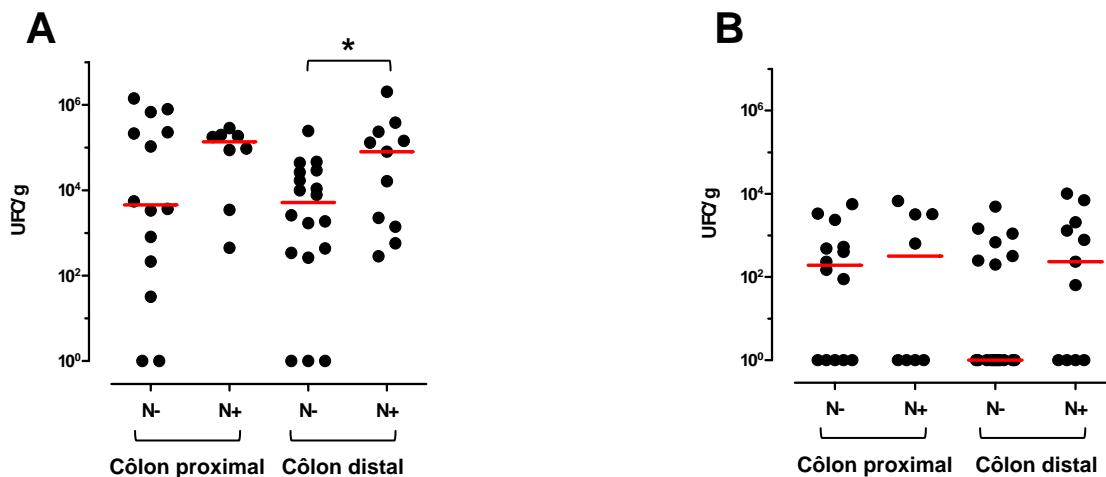 A
*
UFC/g
10⁶
10⁴
10²
10⁰
N-
N+
N-
N+
Côlon proximal
Côlon distal
B
UFC/g
10⁶
10⁴
10²
10⁰
N-
N+
N-
N+
Côlon proximal
Côlon distal